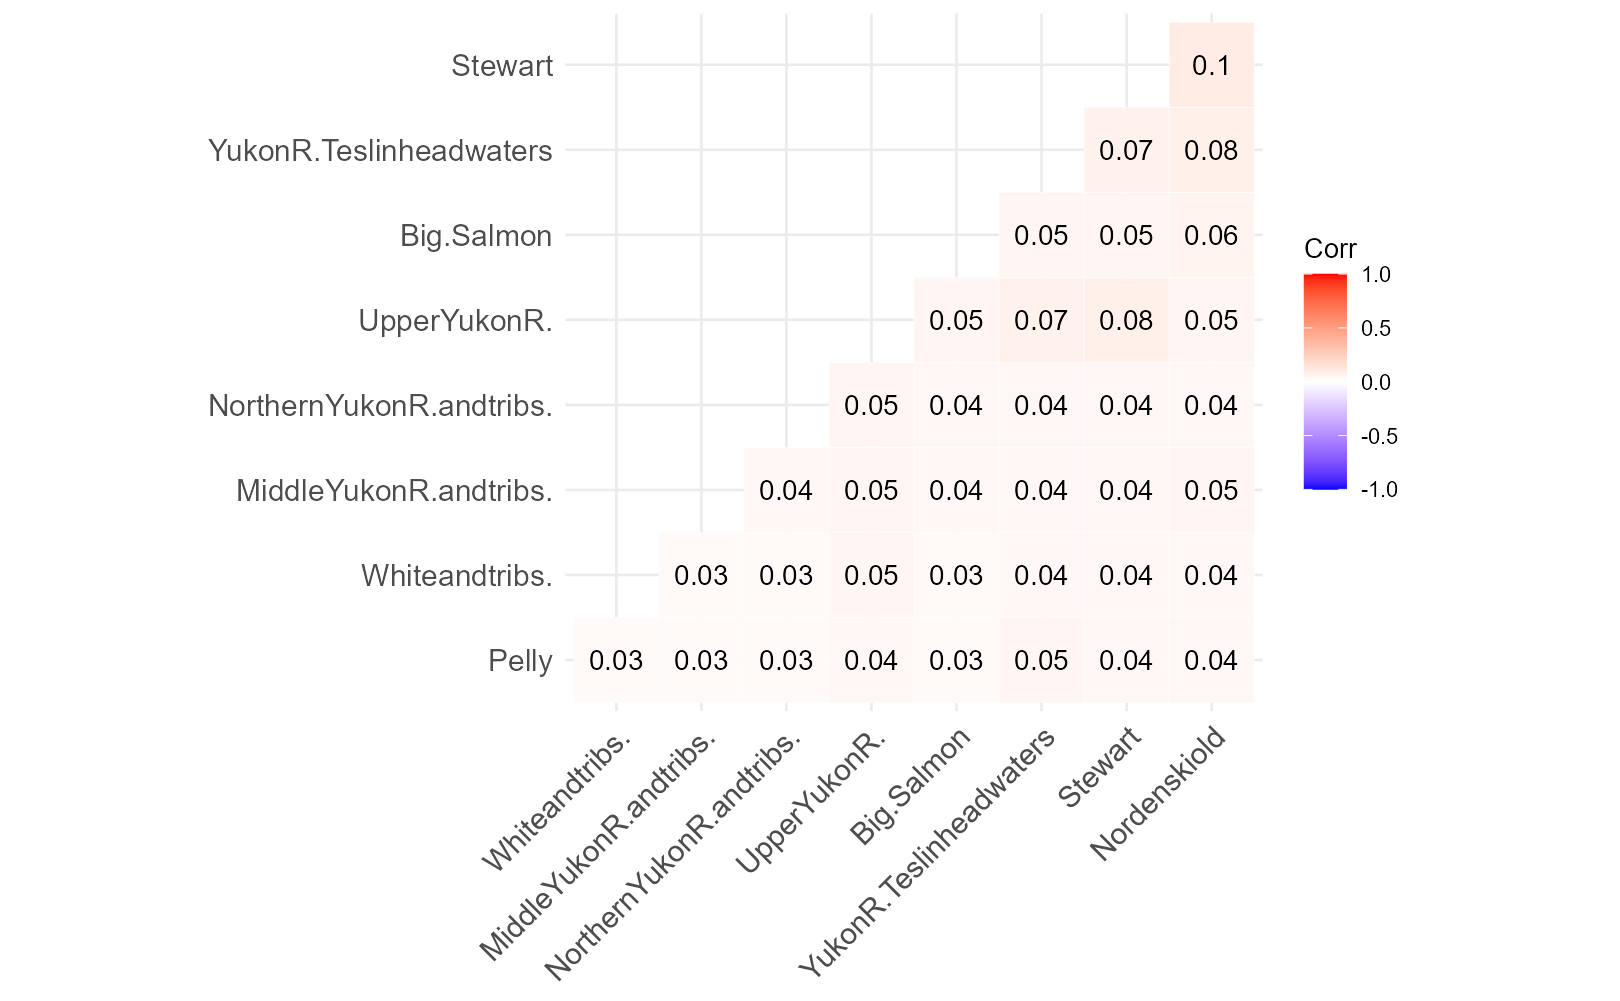 Stewart
0.1
YukonR.Teslinheadwaters
0.07 0.08
Big.Salmon
0.05 0.05 0.06
UpperYukonR.
0.05 0.07 0.08 0.05
NorthernYukonR.andtribs.
0.05 0.04 0.04 0.04 0.04
MiddleYukonR.andtribs.
0.04 0.05 0.04 0.04 0.04 0.05
Whiteandtribs.
0.03 0.03 0.05 0.03 0.04 0.04 0.04
Pelly
0.03 0.03 0.03 0.04 0.03 0.05 0.04 0.04
Whiteandtribs.
MiddleYukonR.andtribs.
NorthernYukonR.andtribs.
UpperYukonR.
Big.Salmon
YukonR.Teslinheadwaters
Stewart
Nordenskiold
Corr
1.0
0.5
0.0
-0.5
-1.0